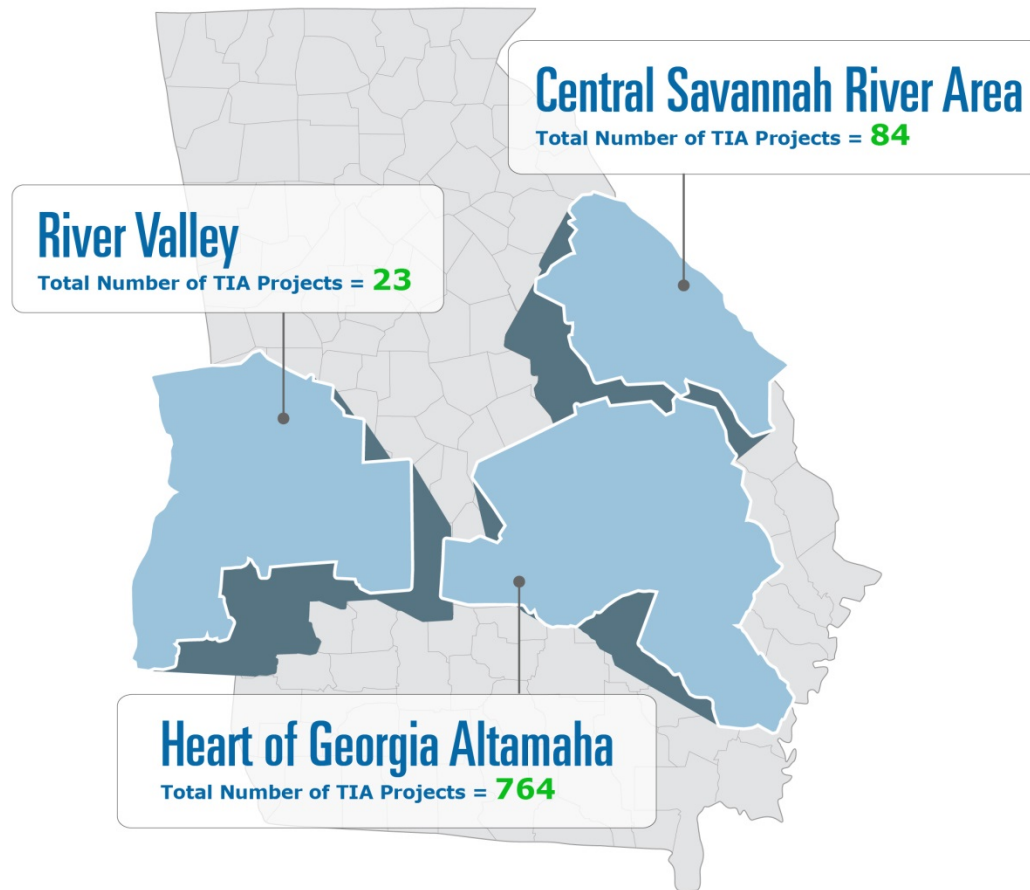 Central Savannah River Area
Total Number of TIA Projects = 84
River Valley
Total Number of TIA Projects = 23
Heart of Georgia Altamaha
Total Number of TIA Projects = 764